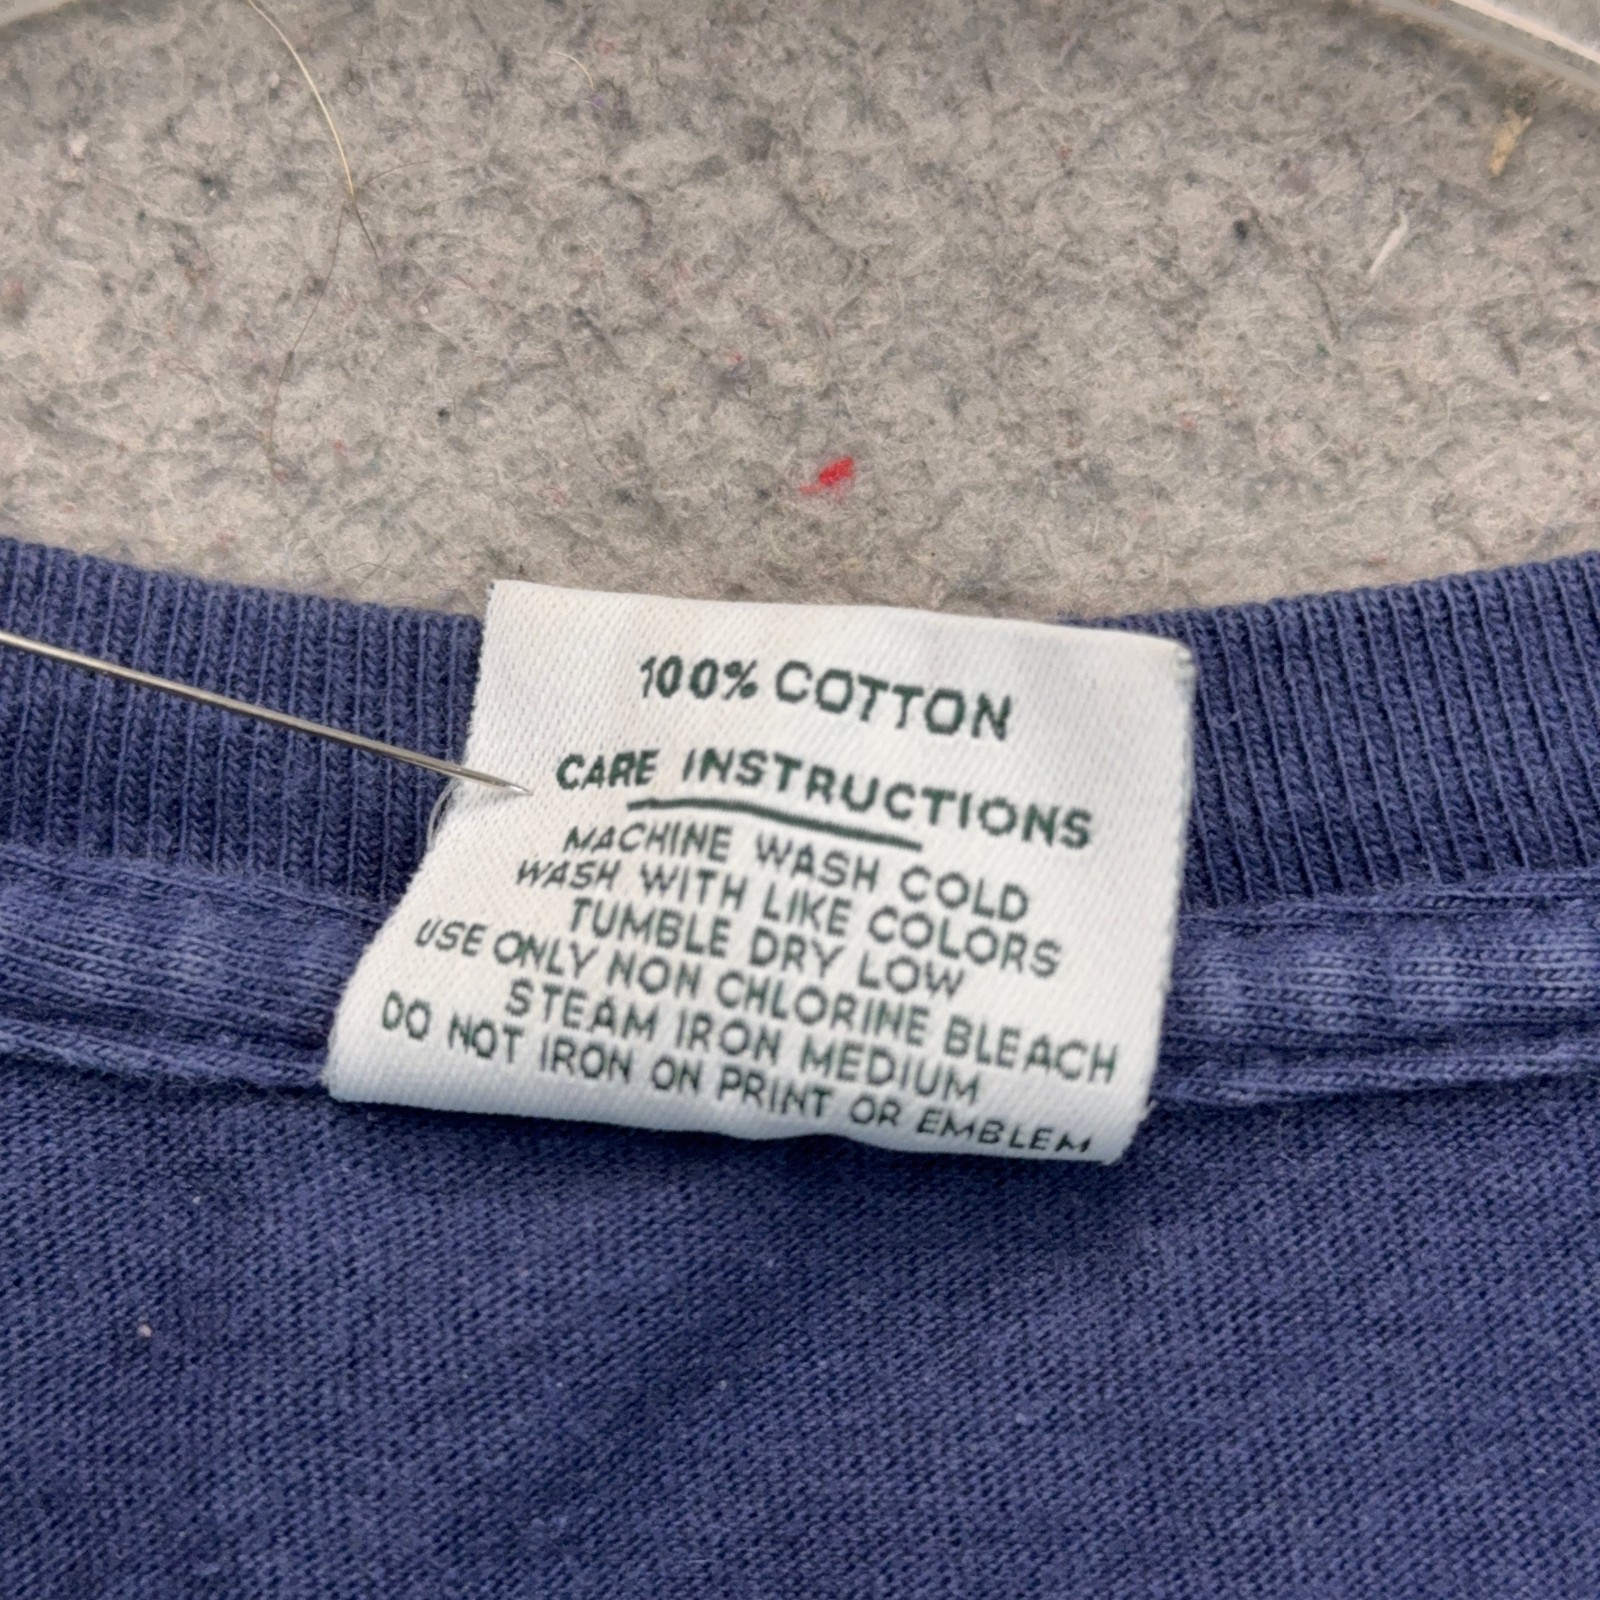 100% COTTON
CARE INSTRUCTIONS
MACHINE WASH COLD
WASH WITH LIKE COLORS
TUMBLE DRY LOW
USE ONLY NON CHLORINE BLEACH
STEAM IRON MEDIUM
DO NOT IRON ON PRINT OR EMBLEM